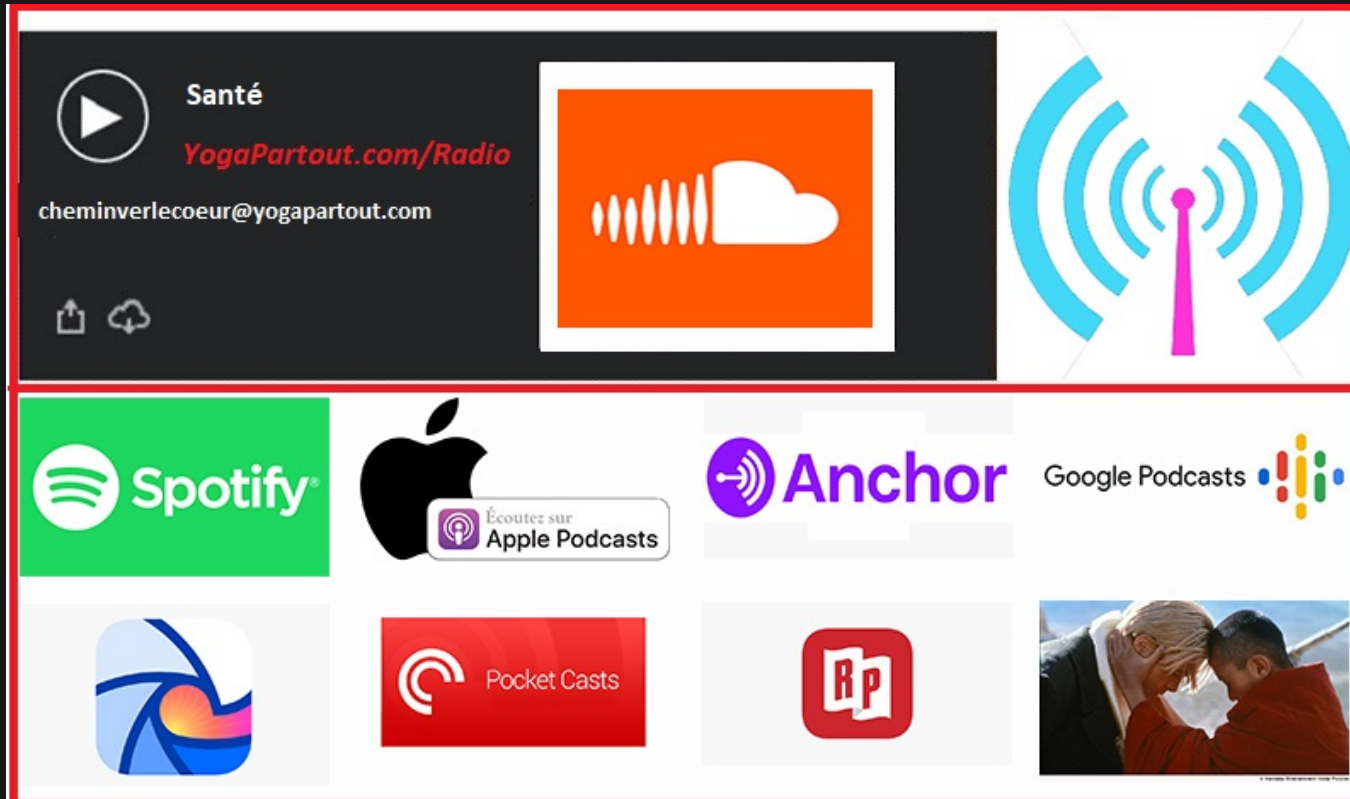 Santé
YogaPartout.com/Radio
cheminverlecoeur@yogapartout.com
Spotify®
Écoutez sur
Apple Podcasts
Anchor
Google Podcasts
Pocket Casts
RP